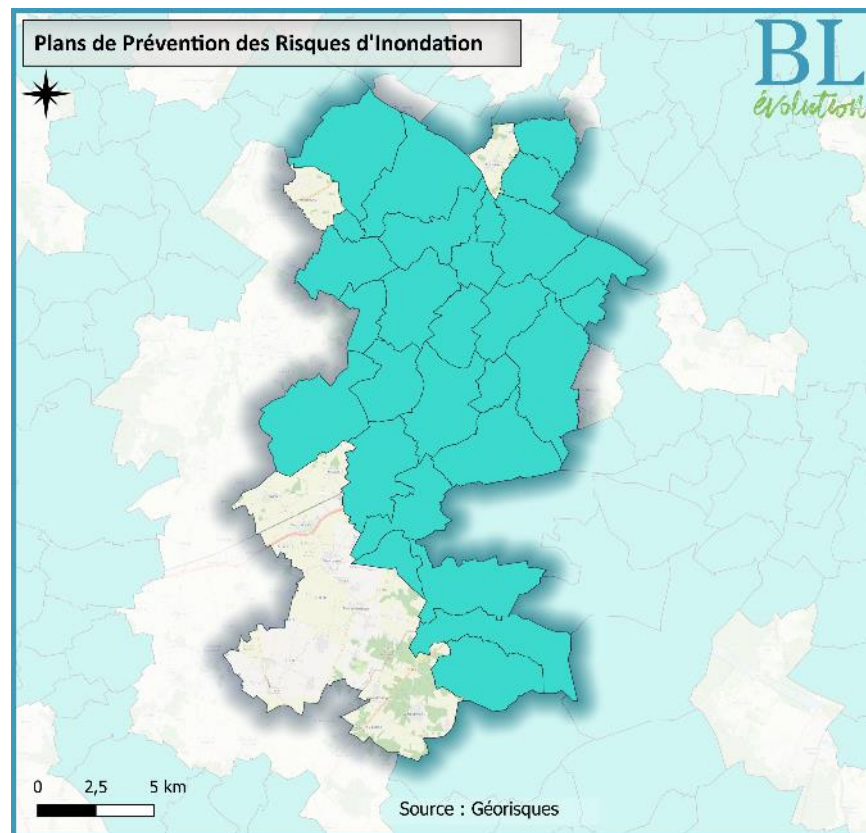 Plans de Prévention des Risques d'Inondation
BL
évolution
0 2,5 5 km
Source : Géorisques